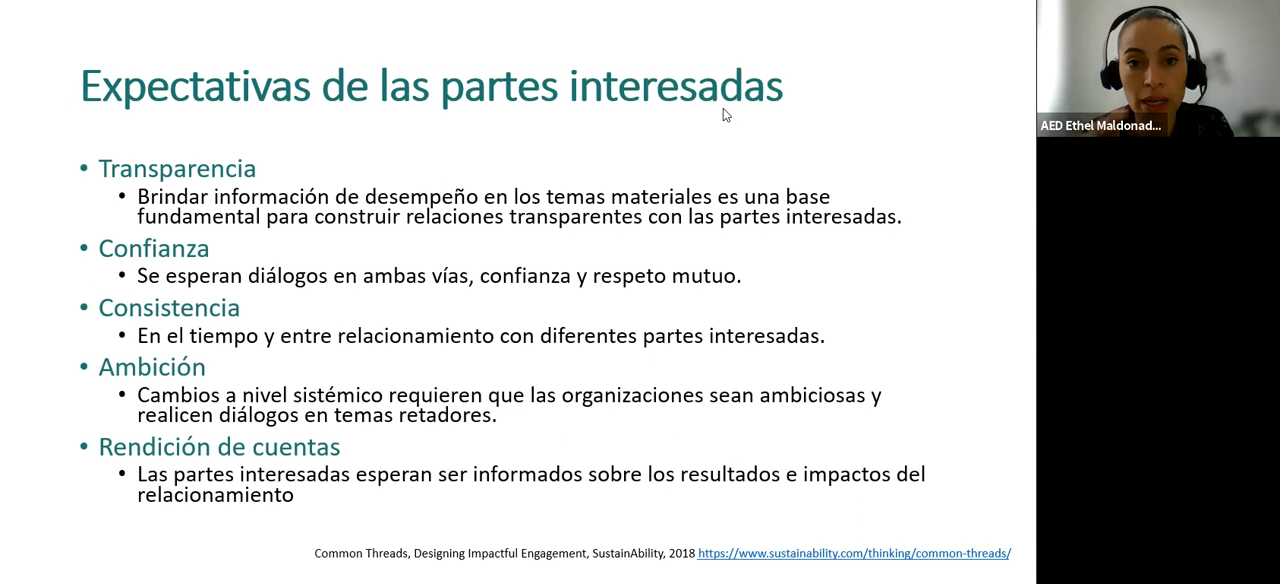 Expectativas de las partes interesadas
• Transparencia
• Brindar información de desempeño en los temas materiales es una base
fundamental para construir relaciones transparentes con las partes interesadas.
• Confianza
• Se esperan diálogos en ambas vías, confianza y respeto mutuo.
• Consistencia
• En el tiempo y entre relacionamiento con diferentes partes interesadas.
• Ambición
• Cambios a nivel sistémico requieren que las organizaciones sean ambiciosas y
realicen diálogos en temas retadores.
• Rendición de cuentas
• Las partes interesadas esperan ser informados sobre los resultados e impactos del
relacionamiento
Common Threads, Designing Impactful Engagement, SustainAbility, 2018 https://www.sustainability.com/thinking/common-threads/
AED Ethel Maldonad...